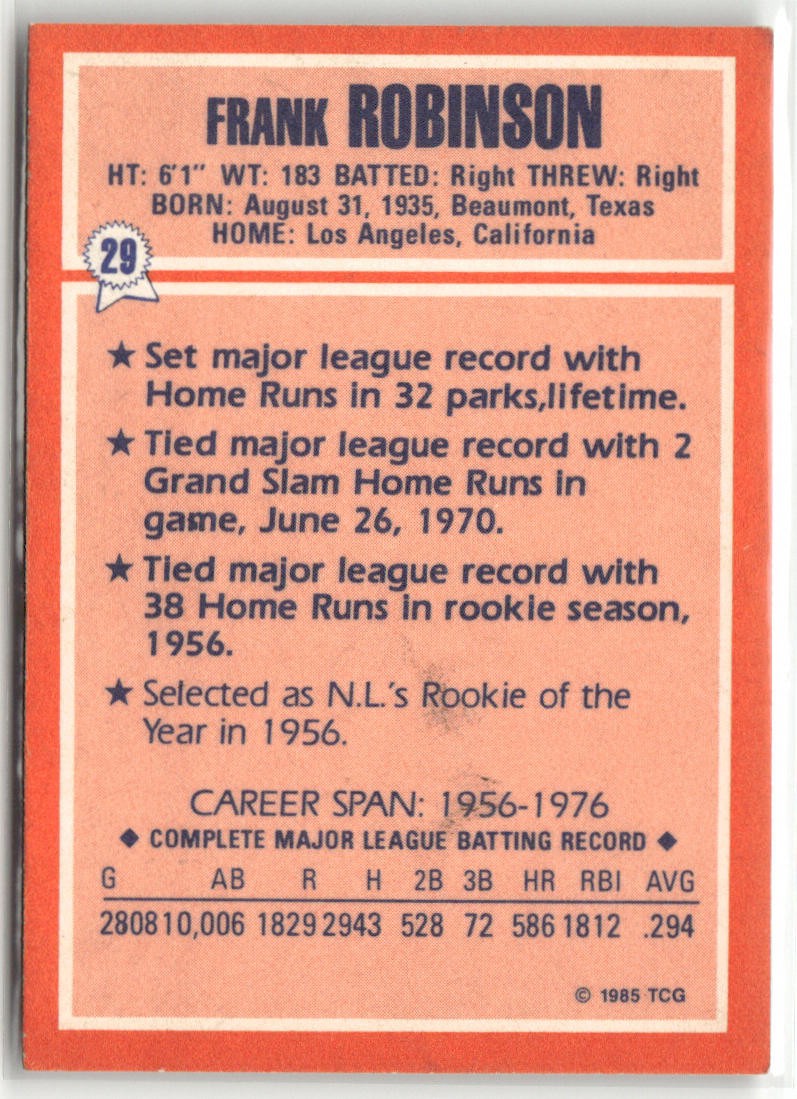 FRANK ROBINSON
HT: 6'1" WT: 183 BATTED: Right THREW: Right
BORN: August 31, 1935, Beaumont, Texas
HOME: Los Angeles, California
29
★ Set major league record with
Home Runs in 32 parks,lifetime.
★ Tied major league record with 2
Grand Slam Home Runs in
game, June 26, 1970.
★ Tied major league record with
38 Home Runs in rookie season,
1956.
★ Selected as N.L.'s Rookie of the
Year in 1956.
CAREER SPAN: 1956-1976
◆ COMPLETE MAJOR LEAGUE BATTING RECORD ◆
G AB R H 2B 3B HR RBI AVG
2808 10,006 1829 2943 528 72 586 1812 .294
© 1985 TCG